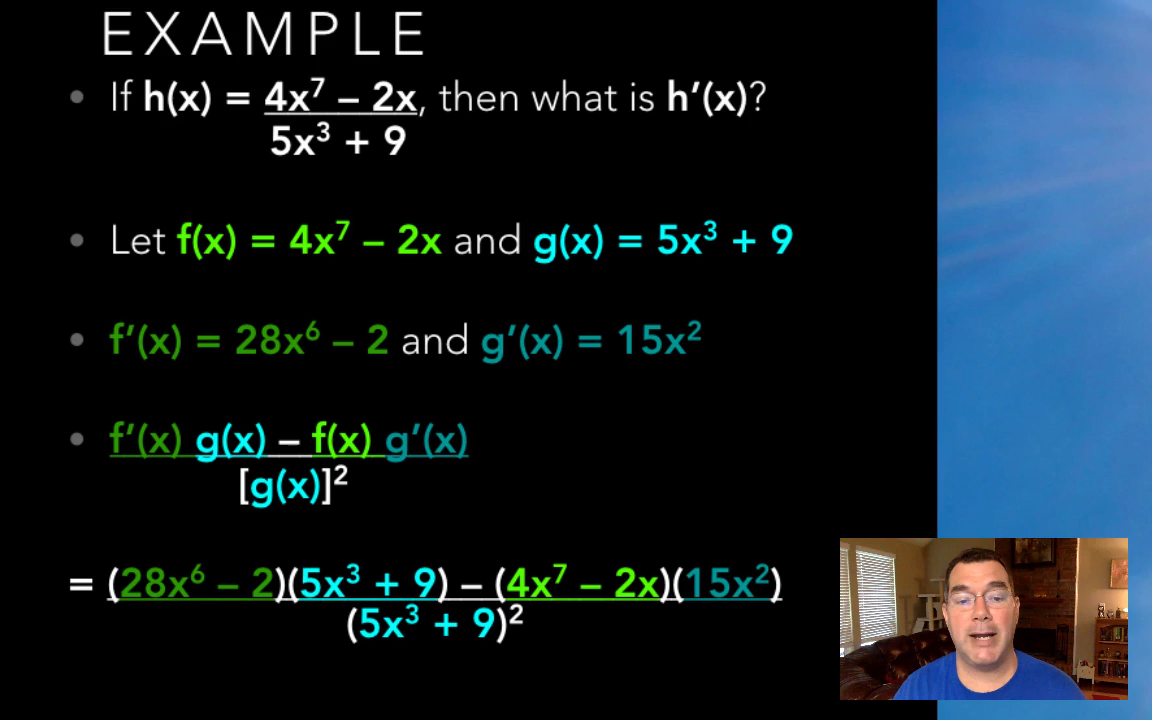 EXAMPLE
• If h(x) = 4x⁷ – 2x, then what is h′(x)?
5x³ + 9
• Let f(x) = 4x⁷ – 2x and g(x) = 5x³ + 9
• f′(x) = 28x⁶ – 2 and g′(x) = 15x²
• f′(x) g(x) – f(x) g′(x)
[g(x)]²
= (28x⁶ – 2)(5x³ + 9) – (4x⁷ – 2x)(15x²)
(5x³ + 9)²